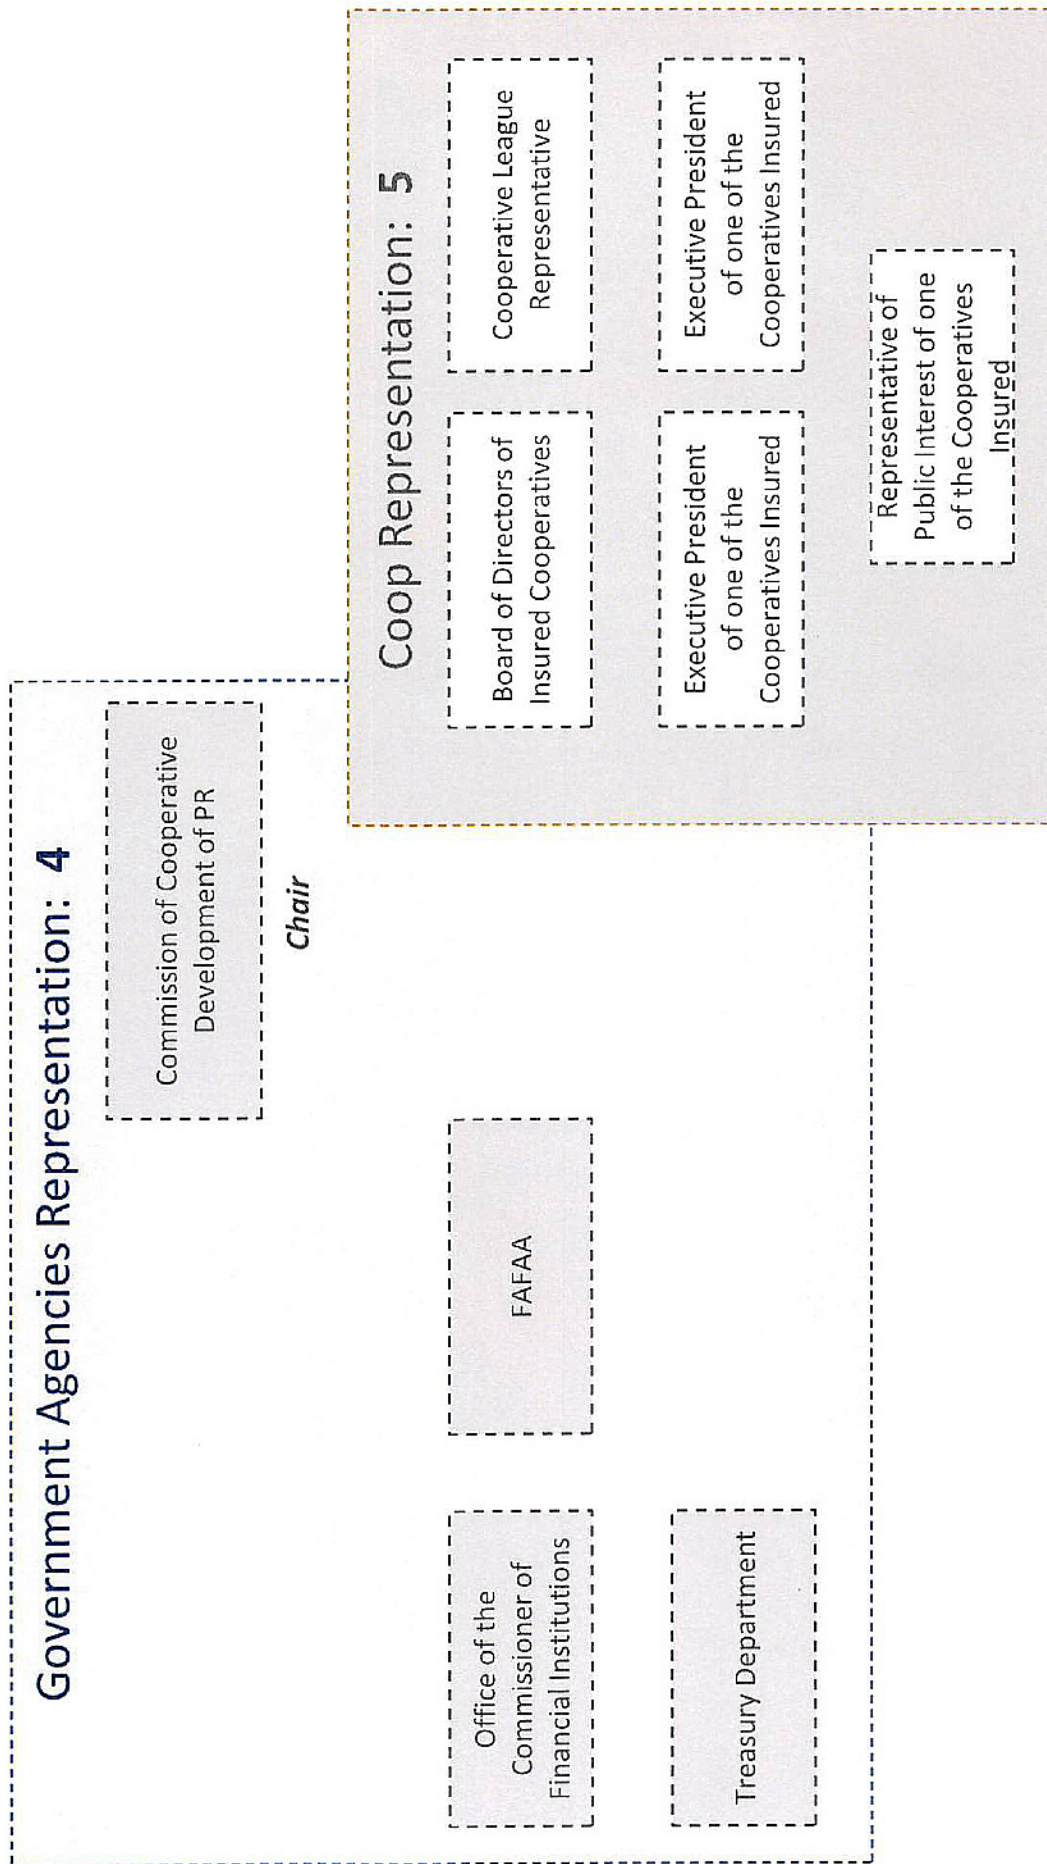 Government Agencies Representation: 4
Commission of Cooperative
Development of PR
Chair
Office of the
Commissioner of
Financial Institutions
FAFAA
Treasury Department
Coop Representation: 5
Board of Directors of
Insured Cooperatives
Cooperative League
Representative
Executive President
of one of the
Cooperatives Insured
Executive President
of one of the
Cooperatives Insured
Representative of
Public Interest of one
of the Cooperatives
Insured